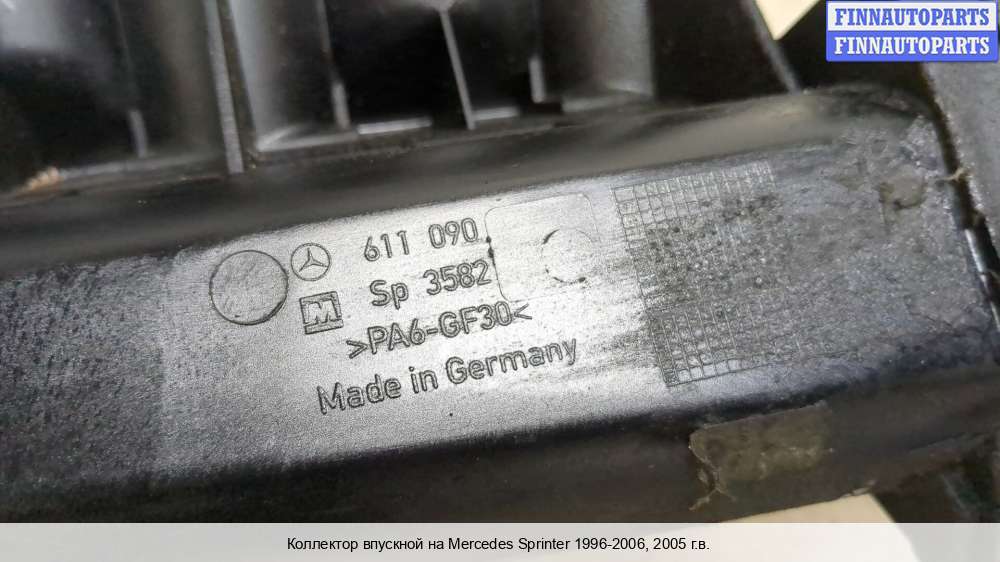 FINNAUTOPARTS
FINNAUTOPARTS
611 090
M
Sp 3582
>PA6-GF30<
Made in Germany
Коллектор впускной на Mercedes Sprinter 1996-2006, 2005 г.в.